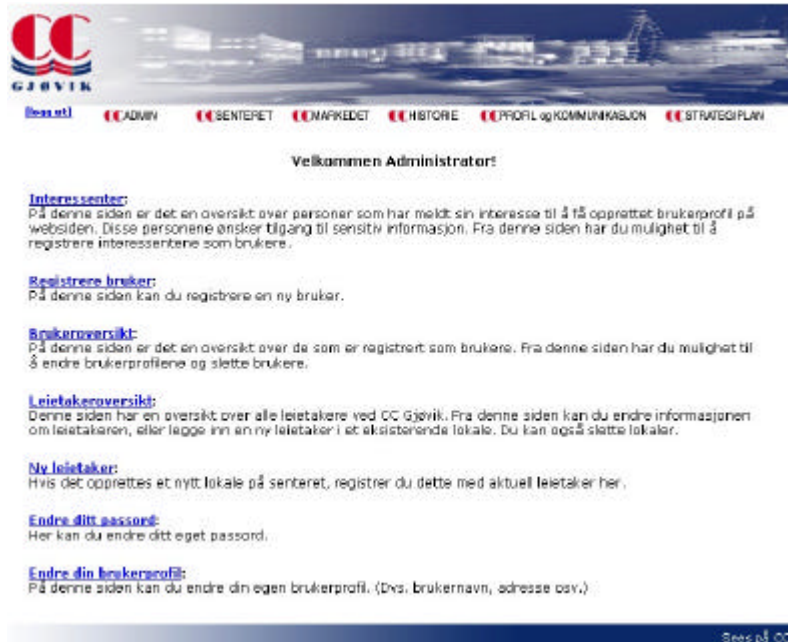 CC
GJØVIK
[logg ut] CCADMIN CCSENTERET CCMARKEDET CCHISTORIE CCPROFIL og KOMMUNIKASJON CCSTRATEGIPLAN
Velkommen Administrator!
Interessenter:
På denne siden er det en oversikt over personer som har meldt sin interesse til å få opprettet brukerprofil på
websiden. Disse personene ønsker tilgang til sensitiv informasjon. Fra denne siden har du mulighet til å
registrere interessentene som brukere.
Registrere bruker:
På denne siden kan du registrere en ny bruker.
Brukeroversikt:
På denne siden er det en oversikt over de som er registrert som brukere. Fra denne siden har du mulighet til
å endre brukerprofilene og slette brukere.
Leietakeroversikt:
Denne siden har en oversikt over alle leietakere ved CC Gjøvik. Fra denne siden kan du endre informasjonen
om leietakeren, eller legge inn en ny leietaker i et eksisterende lokale. Du kan også slette lokaler.
Ny leietaker:
Hvis det opprettes et nytt lokale på senteret, registrer du dette med aktuell leietaker her.
Endre ditt passord:
Her kan du endre ditt eget passord.
Endre din brukerprofil:
På denne siden kan du endre din egen brukerprofil. (Dvs. brukernavn, adresse osv.)
Sees på CC